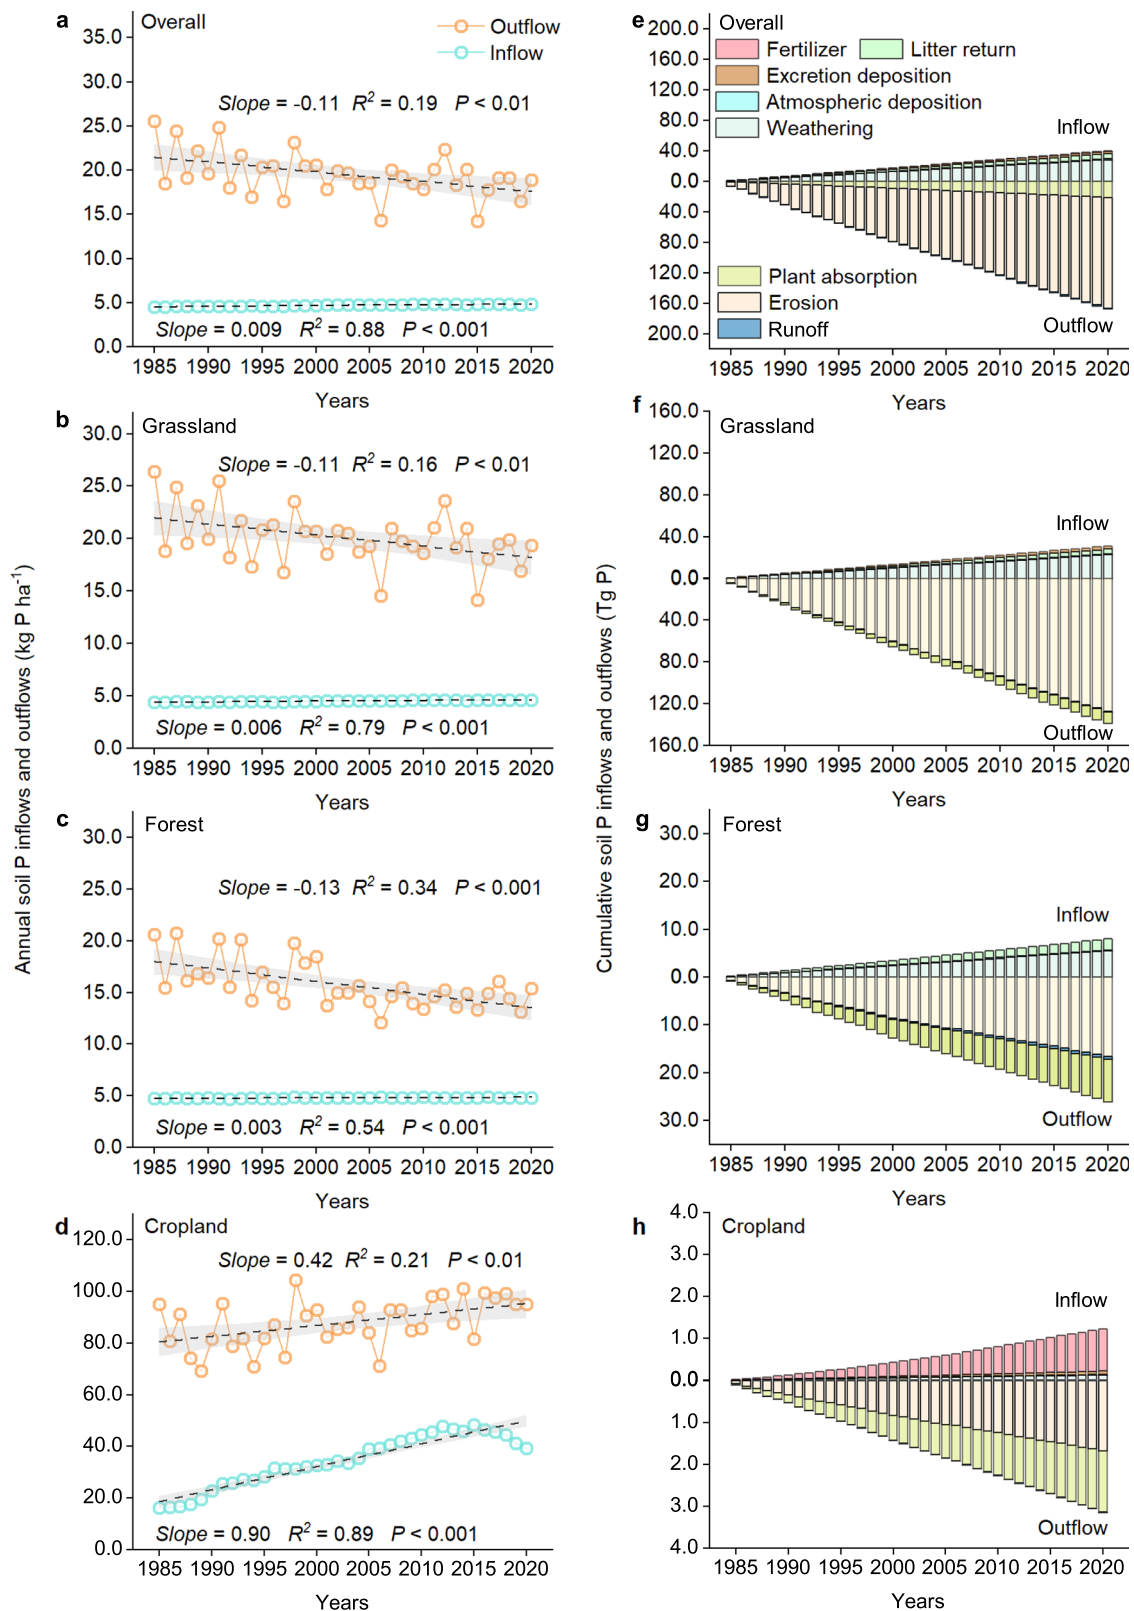 Annual soil P inflows and outflows (kg P ha⁻¹)
a Overall
Outflow
Inflow
35.0
30.0
25.0
20.0
15.0
10.0
5.0
0.0
Slope = -0.11 R² = 0.19 P < 0.01
Slope = 0.009 R² = 0.88 P < 0.001
1985 1990 1995 2000 2005 2010 2015 2020
Years
b Grassland
30.0
25.0
20.0
15.0
10.0
5.0
0.0
Slope = -0.11 R² = 0.16 P < 0.01
Slope = 0.006 R² = 0.79 P < 0.001
1985 1990 1995 2000 2005 2010 2015 2020
Years
c Forest
30.0
25.0
20.0
15.0
10.0
5.0
0.0
Slope = -0.13 R² = 0.34 P < 0.001
Slope = 0.003 R² = 0.54 P < 0.001
1985 1990 1995 2000 2005 2010 2015 2020
Years
d Cropland
120.0
100.0
80.0
60.0
40.0
20.0
0.0
Slope = 0.42 R² = 0.21 P < 0.01
Slope = 0.90 R² = 0.89 P < 0.001
1985 1990 1995 2000 2005 2010 2015 2020
Years
Cumulative soil P inflows and outflows (Tg P)
e Overall
200.0
160.0
120.0
80.0
40.0
0.0
40.0
80.0
120.0
160.0
200.0
Fertilizer Litter return
Excretion deposition
Atmospheric deposition
Weathering
Inflow
Plant absorption
Erosion
Runoff
Outflow
1985 1990 1995 2000 2005 2010 2015 2020
Years
f Grassland
160.0
120.0
80.0
40.0
0.0
40.0
80.0
120.0
160.0
Inflow
Outflow
1985 1990 1995 2000 2005 2010 2015 2020
Years
g Forest
30.0
20.0
10.0
0.0
10.0
20.0
30.0
Inflow
Outflow
1985 1990 1995 2000 2005 2010 2015 2020
Years
h Cropland
4.0
3.0
2.0
1.0
0.0
1.0
2.0
3.0
4.0
Inflow
Outflow
1985 1990 1995 2000 2005 2010 2015 2020
Years